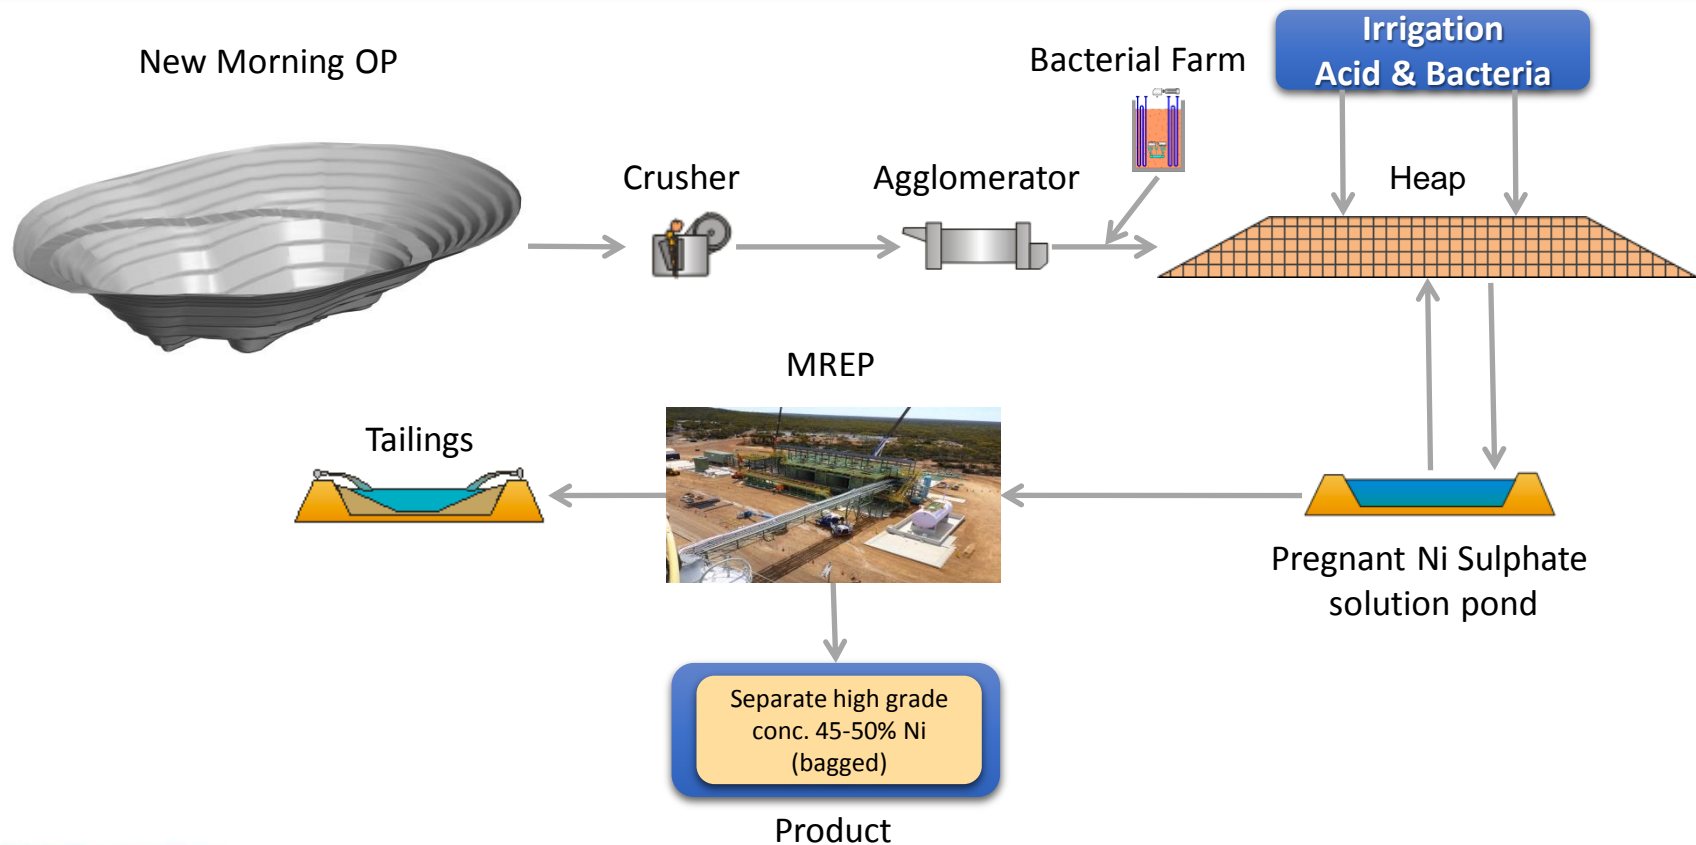 New Morning OP
Bacterial Farm
Irrigation
Acid & Bacteria
Crusher
Agglomerator
Heap
MREP
Tailings
Pregnant Ni Sulphate
solution pond
Separate high grade
conc. 45-50% Ni
(bagged)
Product